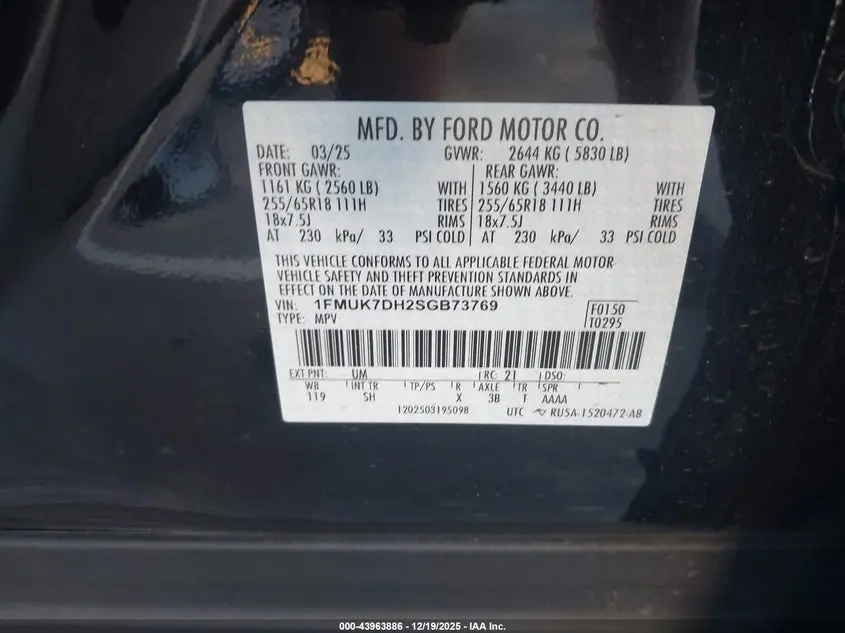 MFD. BY FORD MOTOR CO.
DATE: 03/25 GVWR: 2644 KG ( 5830 LB)
FRONT GAWR: REAR GAWR:
1161 KG ( 2560 LB) WITH 1560 KG ( 3440 LB) WITH
255/65R18 111H TIRES 255/65R18 111H TIRES
18x7.5J RIMS 18x7.5J RIMS
AT 230 kPa/ 33 PSI COLD AT 230 kPa/ 33 PSI COLD
THIS VEHICLE CONFORMS TO ALL APPLICABLE FEDERAL MOTOR
VEHICLE SAFETY AND THEFT PREVENTION STANDARDS IN
EFFECT ON THE DATE OF MANUFACTURE SHOWN ABOVE.
VIN: 1FMUK7DH2SGB73769 F0150
TYPE: MPV T0295
EXT PNT: UM RC: 21 DSO:
WB INT TR TP/PS R AXLE TR SPR
119 SH X 3B T AAAA
1202503195098 UTC RU5A-1520472-AB
000-43963886 - 12/19/2025 - IAA Inc.